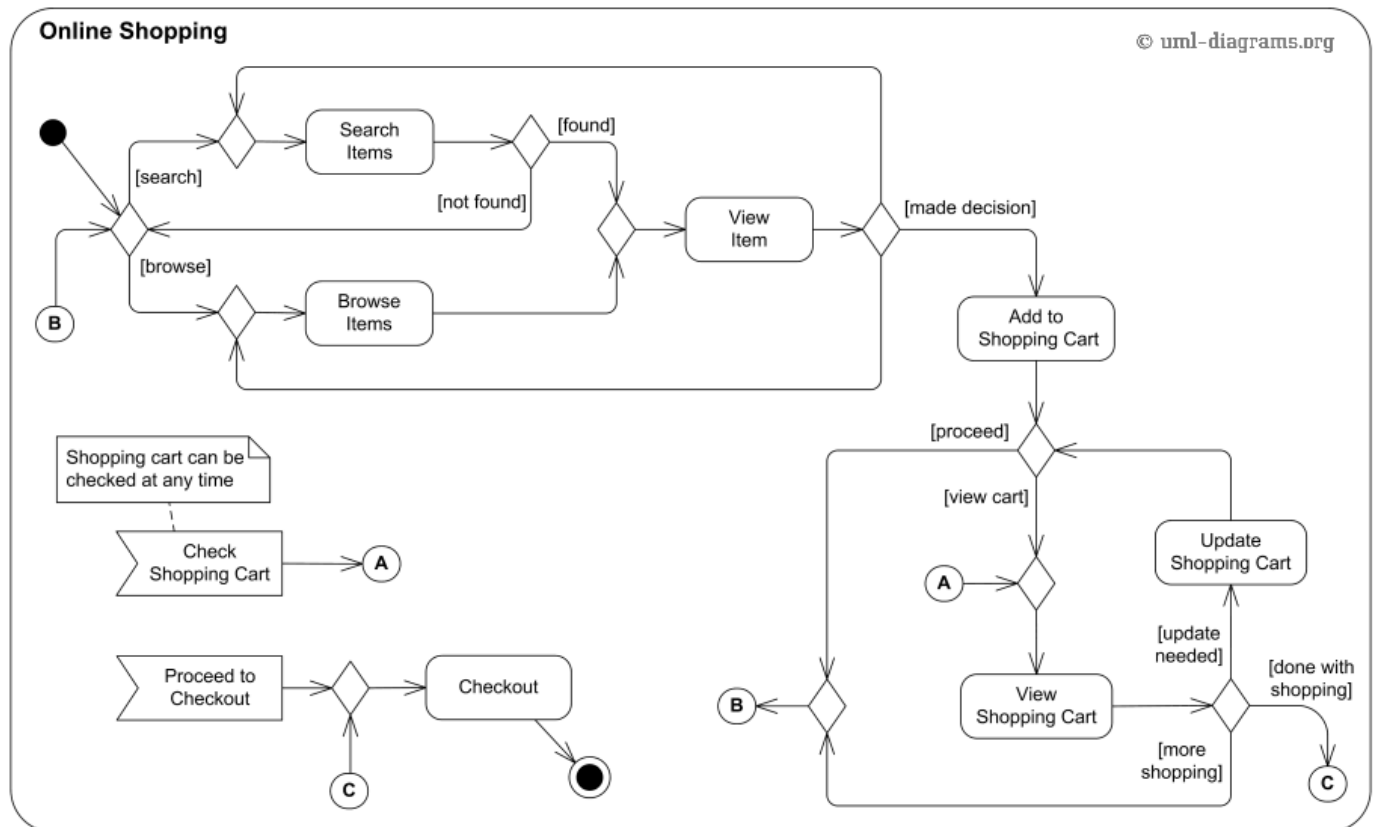 Online Shopping
© uml-diagrams.org
Search
Items
[found]
[search]
[not found]
[made decision]
View
Item
[browse]
Browse
Items
B
Add to
Shopping Cart
[proceed]
Shopping cart can be
checked at any time
[view cart]
Check
Shopping Cart
A
A
Update
Shopping Cart
[update
needed]
[done with
shopping]
Proceed to
Checkout
Checkout
B
View
Shopping Cart
[more
shopping]
C
C